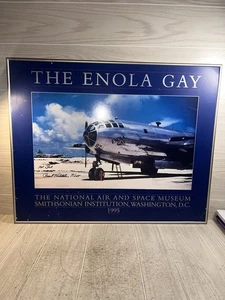 THE ENOLA GAY
THE NATIONAL AIR AND SPACE MUSEUM
SMITHSONIAN INSTITUTION, WASHINGTON, D.C.
1995